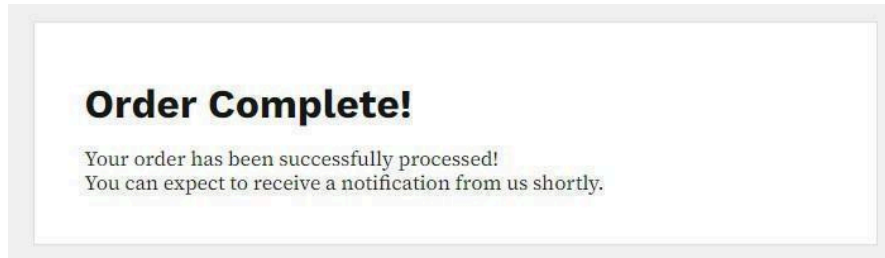 Order Complete!
Your order has been successfully processed!
You can expect to receive a notification from us shortly.